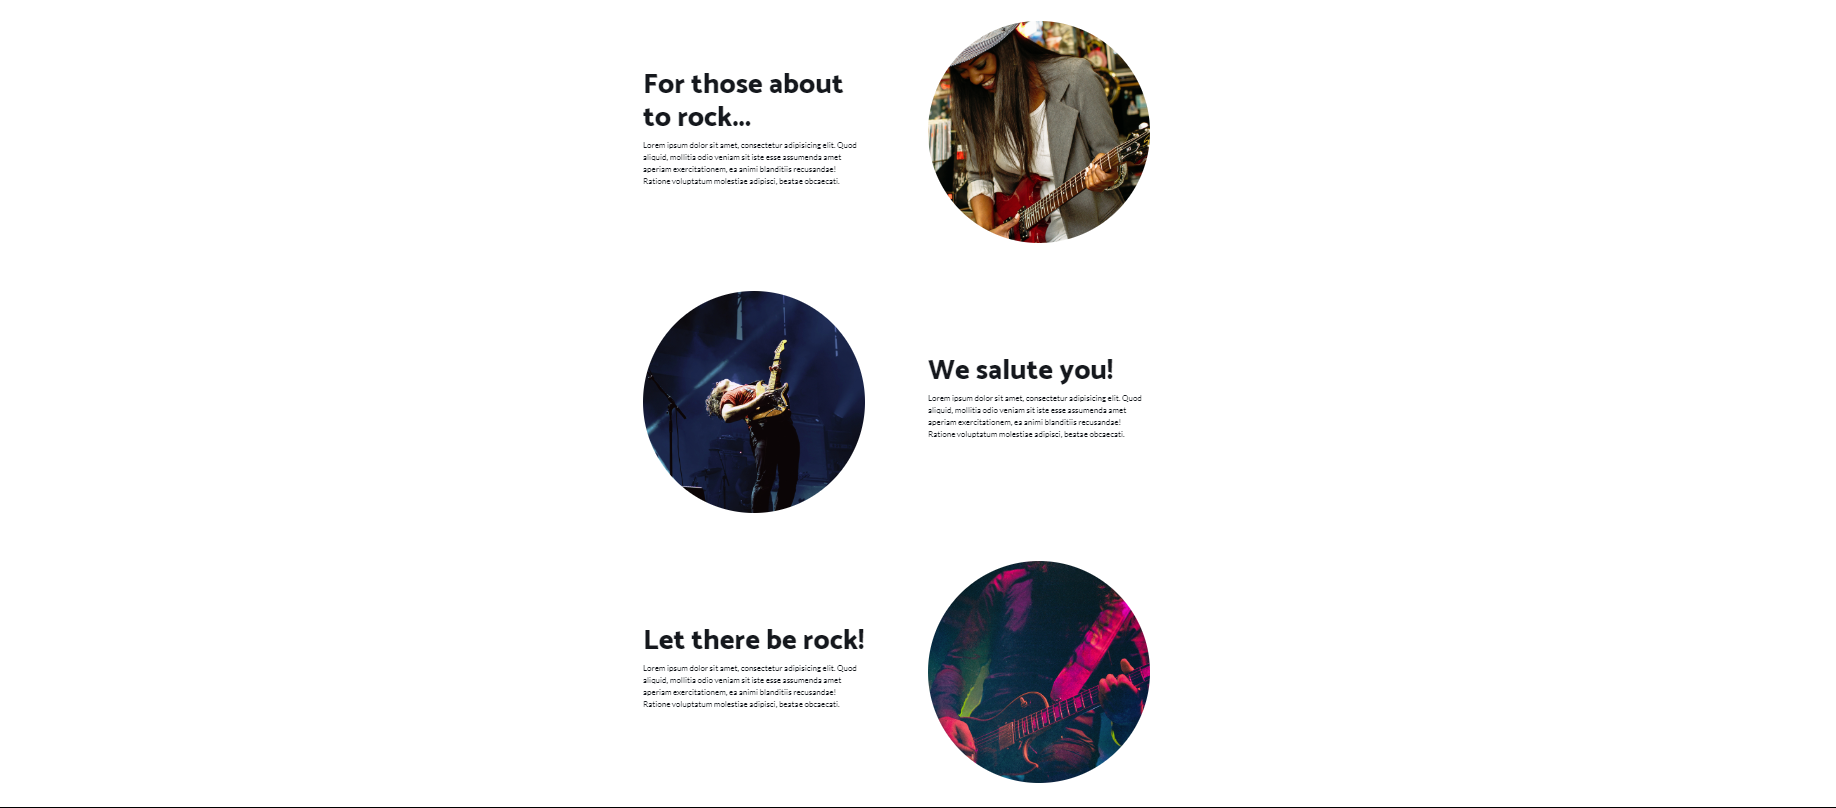 For those about
to rock...
Lorem ipsum dolor sit amet, consectetur adipisicing elit. Quod
aliquid, mollitia odio veniam sit iste esse assumenda amet
aperiam exercitationem, ea animi blanditiis recusandae!
Ratione voluptatum molestiae adipisci, beatae obcaecati.
We salute you!
Lorem ipsum dolor sit amet, consectetur adipisicing elit. Quod
aliquid, mollitia odio veniam sit iste esse assumenda amet
aperiam exercitationem, ea animi blanditiis recusandae!
Ratione voluptatum molestiae adipisci, beatae obcaecati.
Let there be rock!
Lorem ipsum dolor sit amet, consectetur adipisicing elit. Quod
aliquid, mollitia odio veniam sit iste esse assumenda amet
aperiam exercitationem, ea animi blanditiis recusandae!
Ratione voluptatum molestiae adipisci, beatae obcaecati.